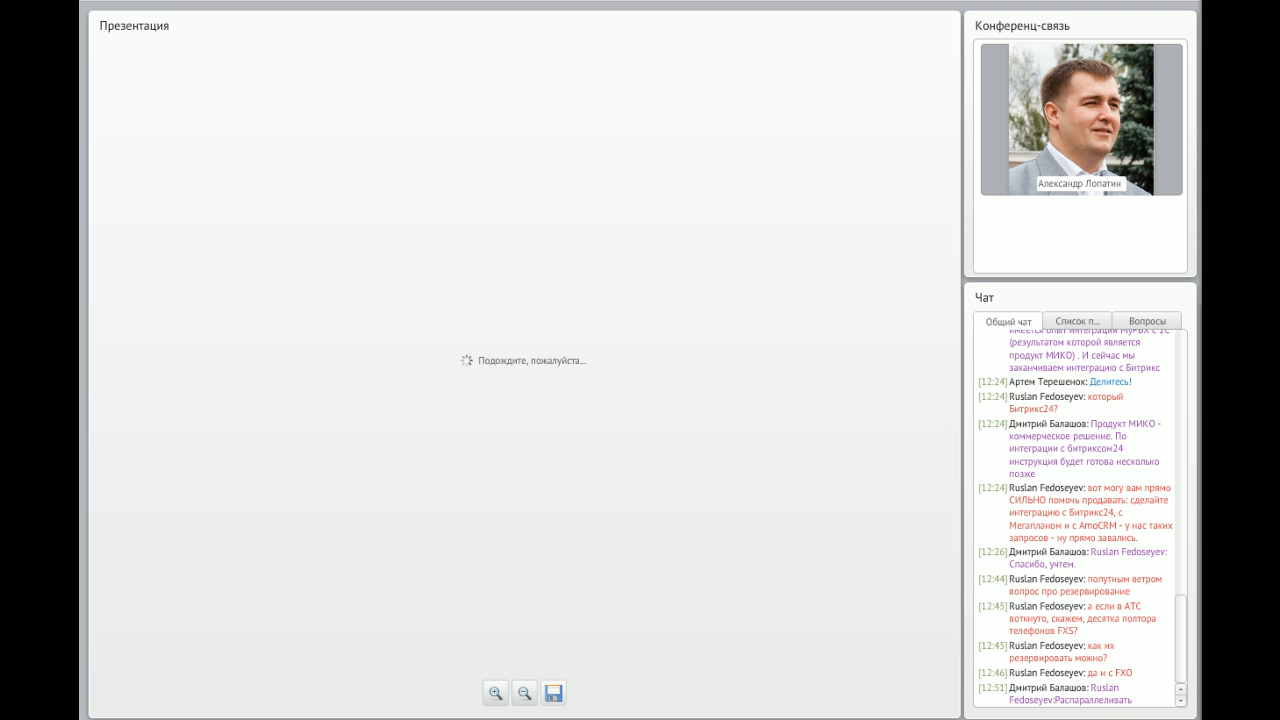 Презентация
Подождите, пожалуйста...
Конференц-связь
Александр Лопатин
Чат
Общий чат
Список п...
Вопросы
имеется опыт интеграции MyPBX с 1С
(результатом которой является
продукт МИКО) . И сейчас мы
заканчиваем интеграцию с Битрикс
[12:24] Артем Терешенок: Делитесь!
[12:24] Ruslan Fedoseyev: который
Битрикс24?
[12:24] Дмитрий Балашов: Продукт МИКО -
коммерческое решение. По
интеграции с битриксом24
инструкция будет готова несколько
позже
[12:24] Ruslan Fedoseyev: вот могу вам прямо
СИЛЬНО помочь продавать: сделайте
интеграцию с Битрикс24, с
Мегапланом и с AmoCRM - у нас таких
запросов - ну прямо завались.
[12:26] Дмитрий Балашов: Ruslan Fedoseyev:
Спасибо, учтем.
[12:44] Ruslan Fedoseyev: попутным ветром
вопрос про резервирование
[12:45] Ruslan Fedoseyev: а если в АТС
воткнуто, скажем, десятка полтора
телефонов FXS?
[12:45] Ruslan Fedoseyev: как их
резервировать можно?
[12:46] Ruslan Fedoseyev: да и с FXO
[12:51] Дмитрий Балашов: Ruslan
Fedoseyev:Распараллеливать